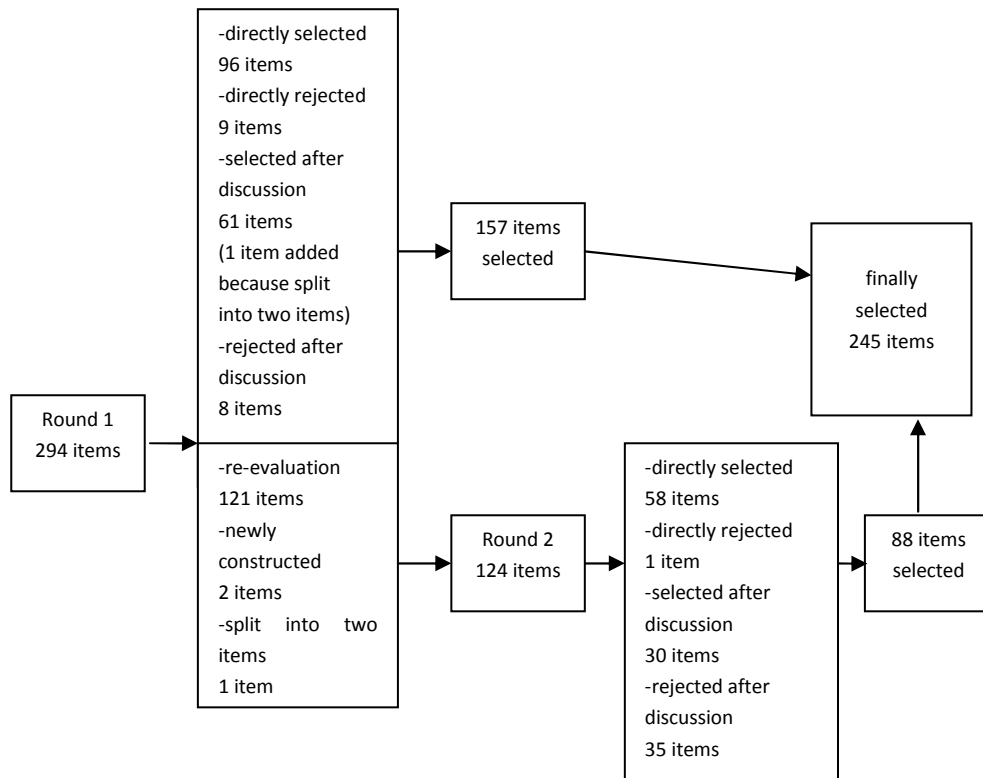 Round 1
294 items
-directly selected
96 items
-directly rejected
9 items
-selected after
discussion
61 items
(1 item added
because split
into two items)
-rejected after
discussion
8 items
-re-evaluation
121 items
-newly
constructed
2 items
-split into two
items
1 item
157 items
selected
Round 2
124 items
-directly selected
58 items
-directly rejected
1 item
-selected after
discussion
30 items
-rejected after
discussion
35 items
88 items
selected
finally
selected
245 items